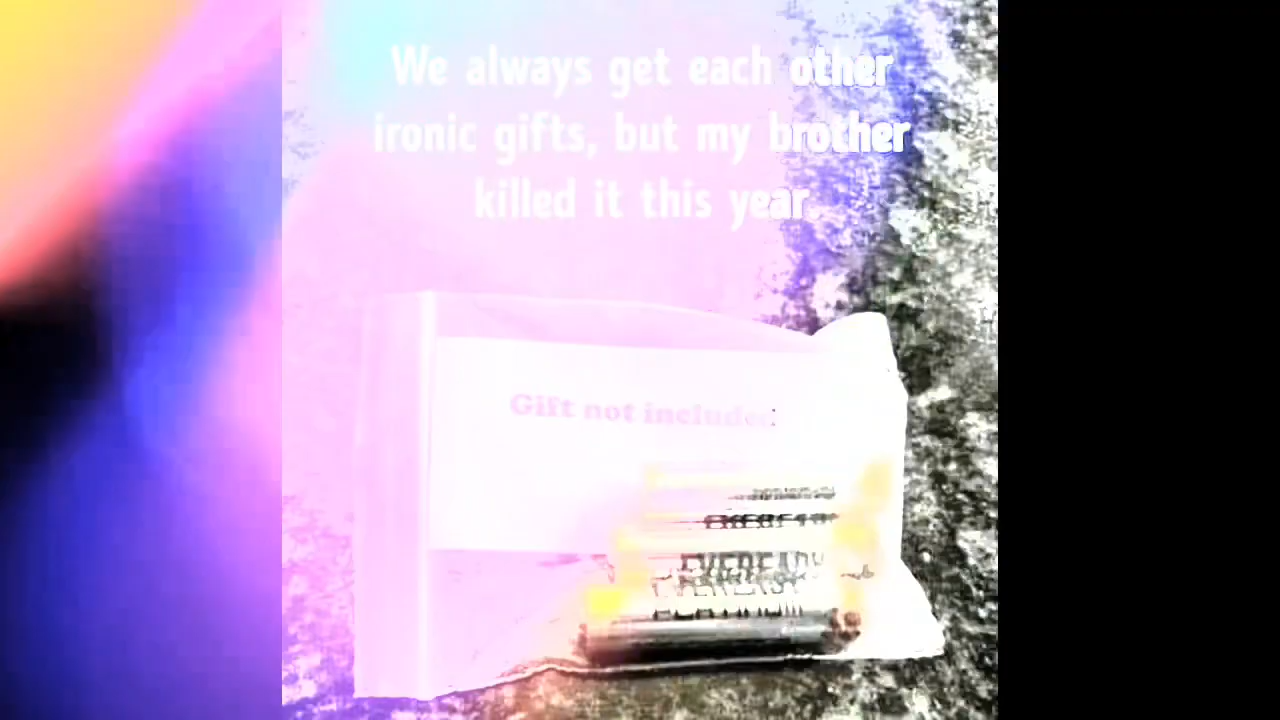 We always get each other
ironic gifts, but my brother
killed it this year
Gift not included
EVEREADY